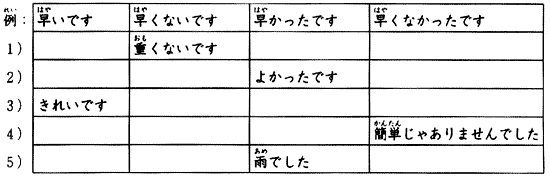 例：早いです 早くないです 早かったです 早くなかったです
1） 重くないです
2） よかったです
3） きれいです
4） 簡単じゃありませんでした
5） 雨でした